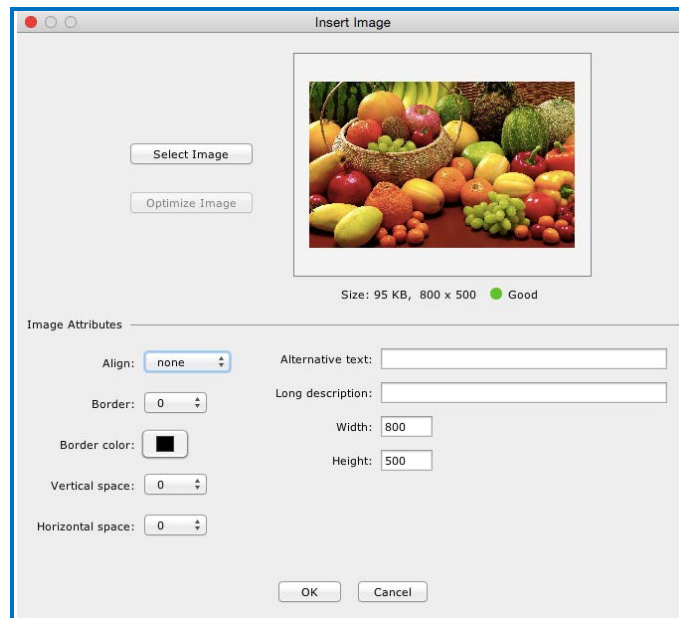 Insert Image
Select Image
Optimize Image
Size: 95 KB, 800 x 500 Good
Image Attributes
Align: none
Alternative text:
Border: 0
Long description:
Border color:
Width: 800
Vertical space: 0
Height: 500
Horizontal space: 0
OK Cancel